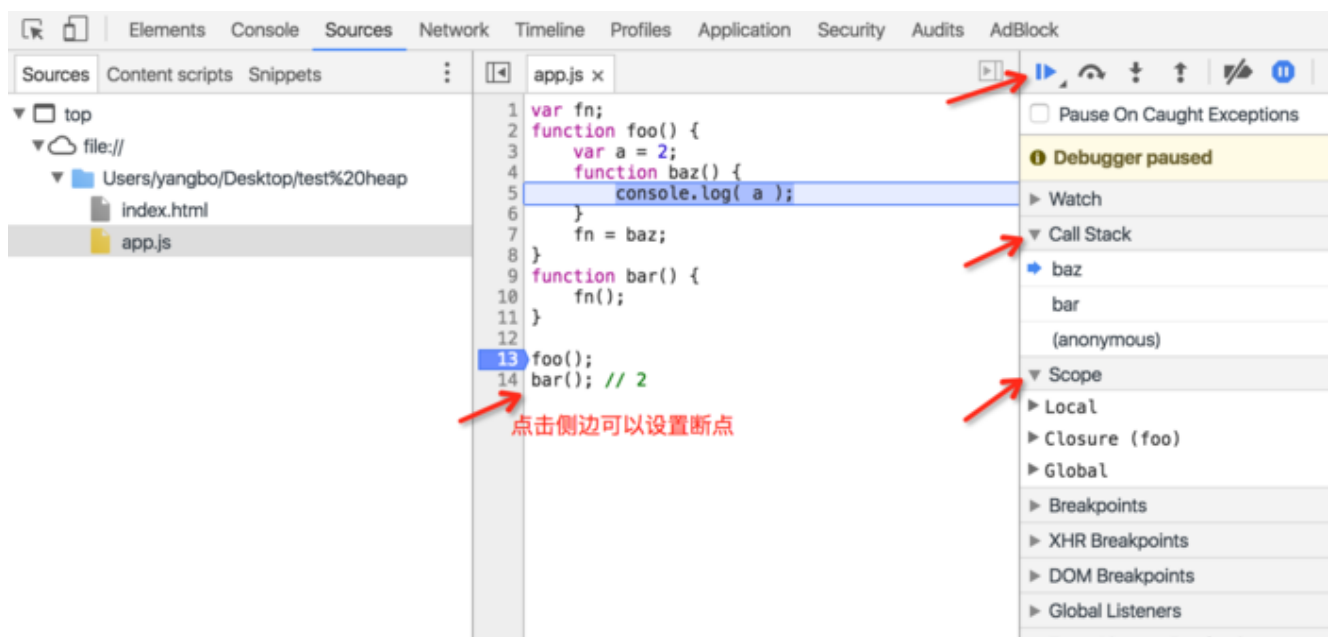 Elements Console Sources Network Timeline Profiles Application Security Audits AdBlock
Sources Content scripts Snippets
top
file://
Users/yangbo/Desktop/test%20heap
index.html
app.js
app.js ×
1 var fn;
2 function foo() {
3 var a = 2;
4 function baz() {
5 console.log( a );
6 }
7 fn = baz;
8 }
9 function bar() {
10 fn();
11 }
12
13 foo();
14 bar(); // 2
点击侧边可以设置断点
Pause On Caught Exceptions
Debugger paused
Watch
Call Stack
baz
bar
(anonymous)
Scope
Local
Closure (foo)
Global
Breakpoints
XHR Breakpoints
DOM Breakpoints
Global Listeners